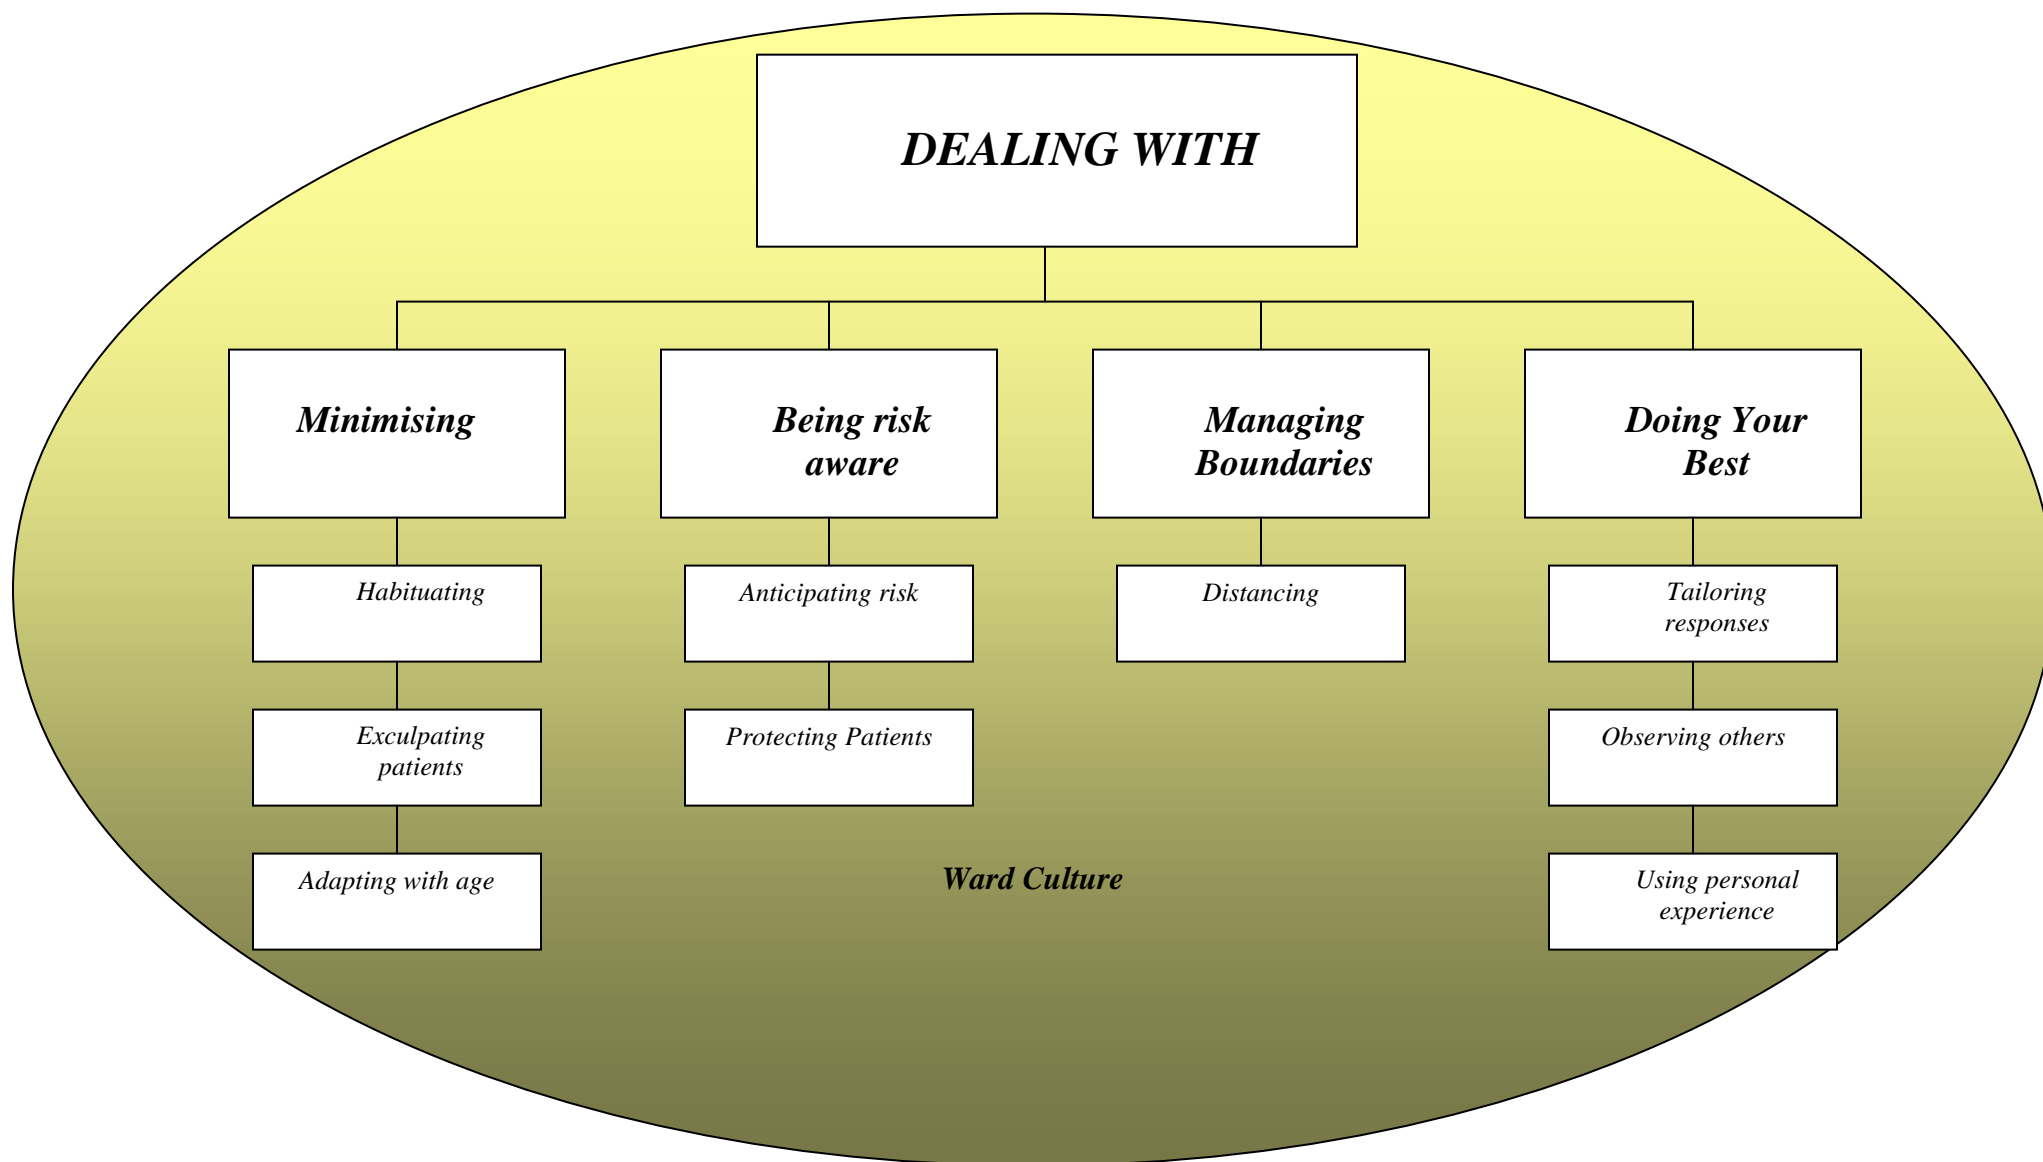 DEALING WITH
Minimising
Being risk
aware
Managing
Boundaries
Doing Your
Best
Habituating
Anticipating risk
Distancing
Tailoring
responses
Exculpating
patients
Protecting Patients
Observing others
Adapting with age
Ward Culture
Using personal
experience